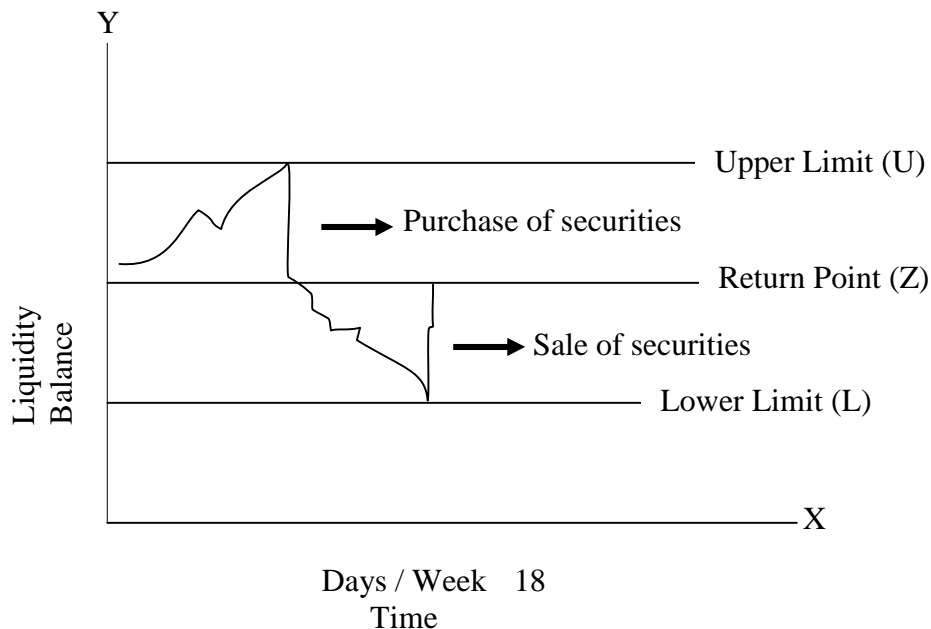 Y
Upper Limit (U)
Purchase of securities
Return Point (Z)
Sale of securities
Lower Limit (L)
Liquidity
Balance
X
Days / Week 18
Time